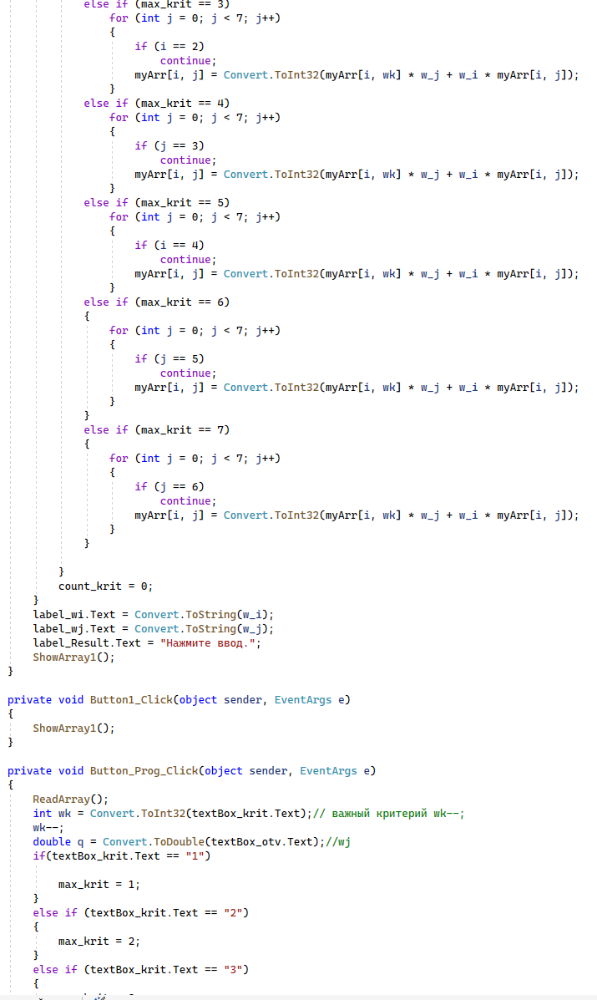 else if (max_krit == 3)
for (int j = 0; j < 7; j++)
{
if (i == 2)
continue;
myArr[i, j] = Convert.ToInt32(myArr[i, wk] * w_j + w_i * myArr[i, j]);
}
else if (max_krit == 4)
for (int j = 0; j < 7; j++)
{
if (j == 3)
continue;
myArr[i, j] = Convert.ToInt32(myArr[i, wk] * w_j + w_i * myArr[i, j]);
}
else if (max_krit == 5)
for (int j = 0; j < 7; j++)
{
if (i == 4)
continue;
myArr[i, j] = Convert.ToInt32(myArr[i, wk] * w_j + w_i * myArr[i, j]);
}
else if (max_krit == 6)
{
for (int j = 0; j < 7; j++)
{
if (j == 5)
continue;
myArr[i, j] = Convert.ToInt32(myArr[i, wk] * w_j + w_i * myArr[i, j]);
}
}
else if (max_krit == 7)
{
for (int j = 0; j < 7; j++)
{
if (j == 6)
continue;
myArr[i, j] = Convert.ToInt32(myArr[i, wk] * w_j + w_i * myArr[i, j]);
}
}
}
count_krit = 0;
}
label_wi.Text = Convert.ToString(w_i);
label_wj.Text = Convert.ToString(w_j);
label_Result.Text = "Нажмите ввод.";
ShowArray1();
}
private void Button1_Click(object sender, EventArgs e)
{
ShowArray1();
}
private void Button_Prog_Click(object sender, EventArgs e)
{
ReadArray();
int wk = Convert.ToInt32(textBox_krit.Text);// важный критерий wk--;
wk--;
double q = Convert.ToDouble(textBox_otv.Text);//wj
if(textBox_krit.Text == "1")
max_krit = 1;
}
else if (textBox_krit.Text == "2")
{
max_krit = 2;
}
else if (textBox_krit.Text == "3")
{